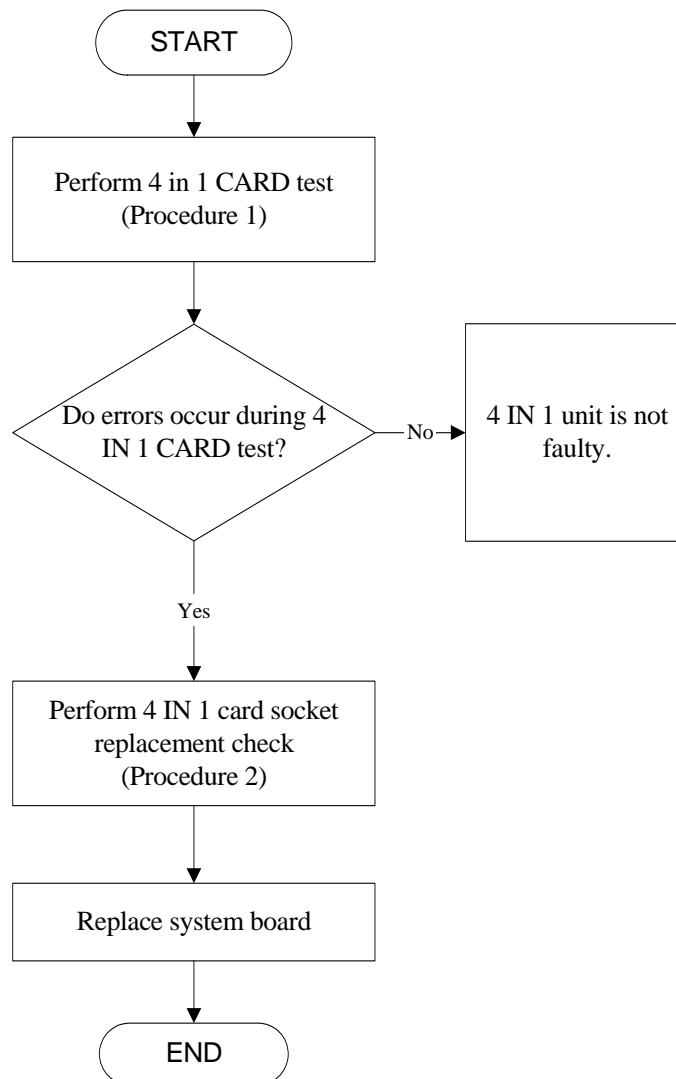 START
Perform 4 in 1 CARD test
(Procedure 1)
Do errors occur during 4
IN 1 CARD test?
No
4 IN 1 unit is not
faulty.
Yes
Perform 4 IN 1 card socket
replacement check
(Procedure 2)
Replace system board
END